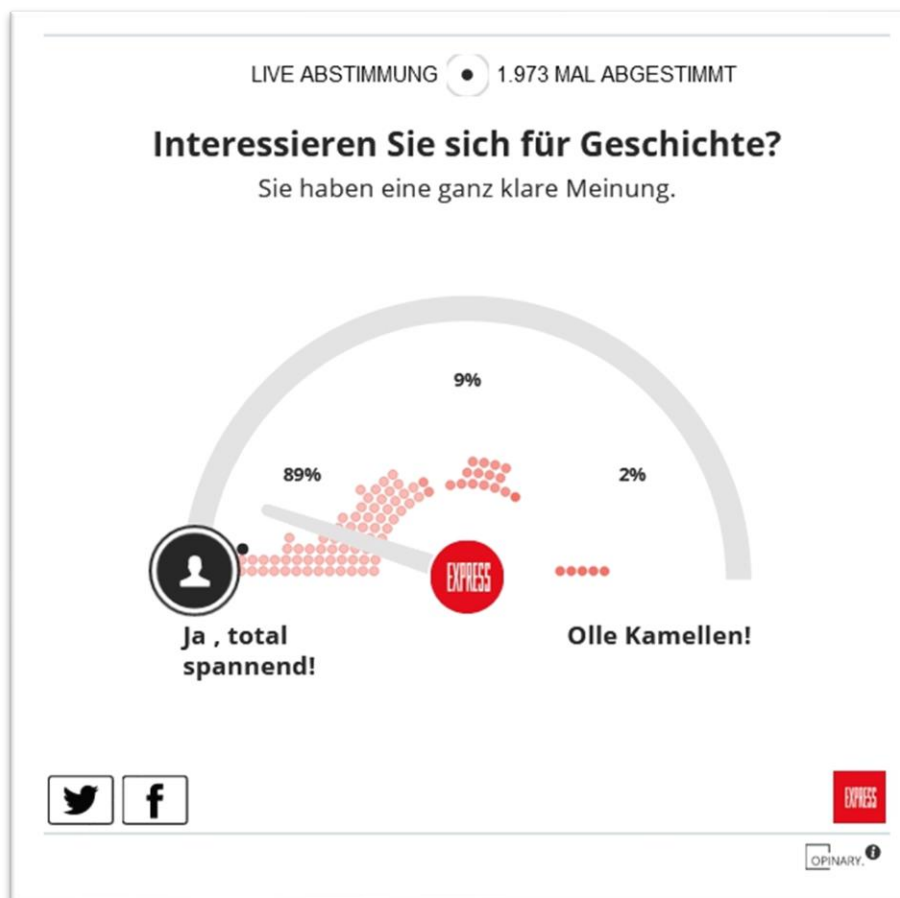 LIVE ABSTIMMUNG 1.973 MAL ABGESTIMMT
Interessieren Sie sich für Geschichte?
Sie haben eine ganz klare Meinung.
9%
89%
2%
EXPRESS
Ja , total
spannend!
Olle Kamellen!
f
EXPRESS
OPINARY.
i